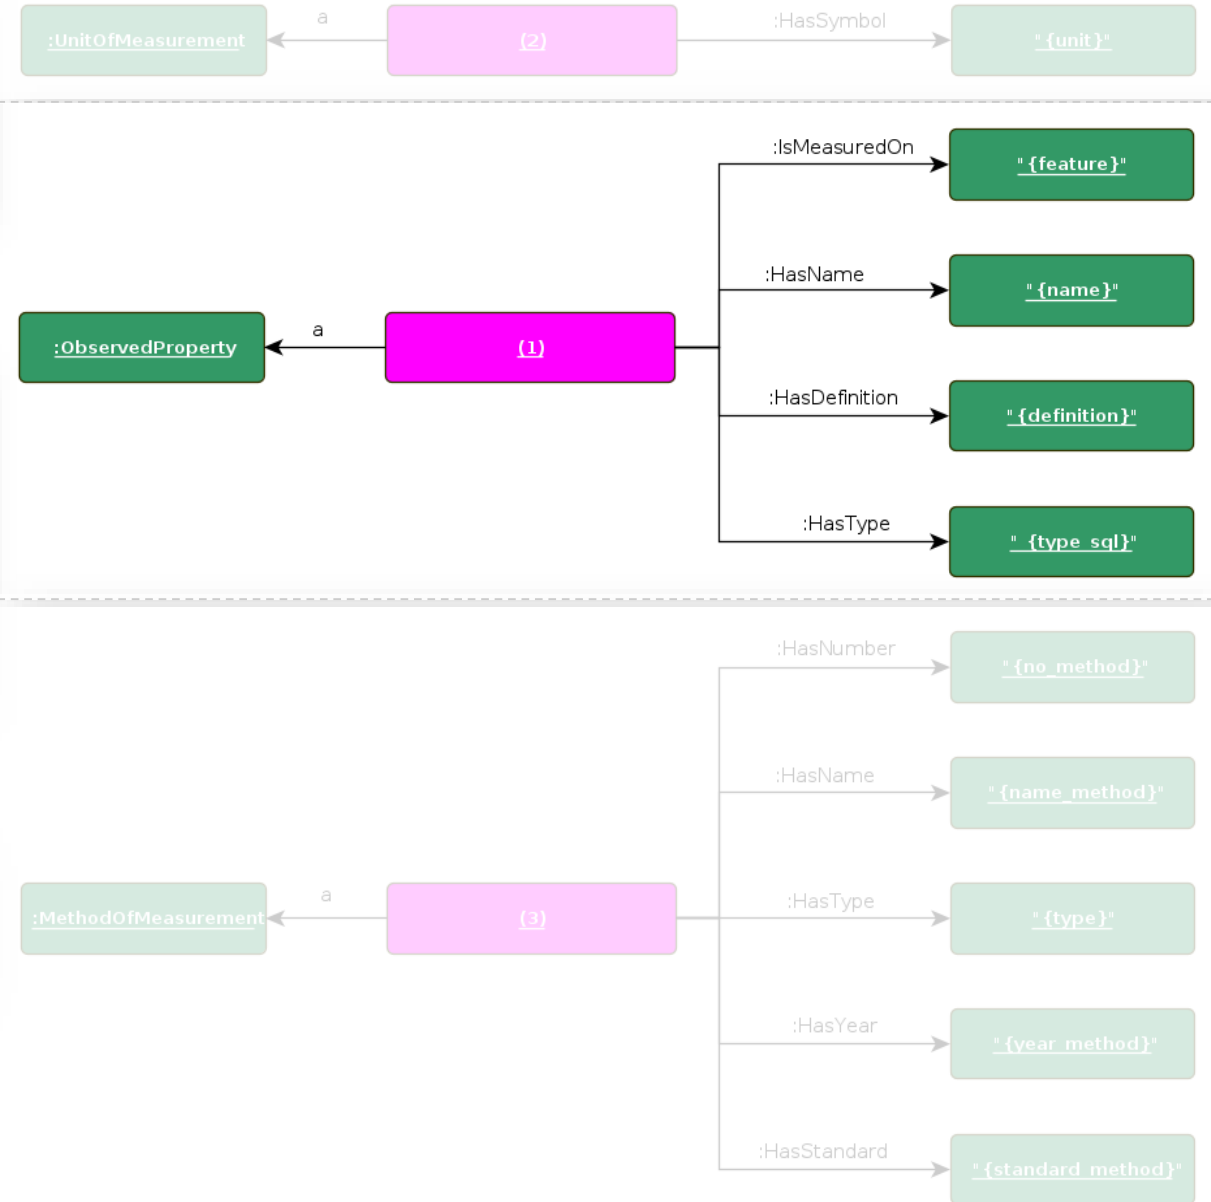 a
:HasSymbol
:UnitOfMeasurement
(2)
"{unit}"
:IsMeasuredOn
"{feature}"
:HasName
"{name}"
a
:ObservedProperty
(1)
:HasDefinition
"{definition}"
:HasType
" {type_sql}"
:HasNumber
"{no_method}"
:HasName
"{name_method}"
a
:HasType
:MethodOfMeasurement
(3)
"{type}"
:HasYear
"{year_method}"
:HasStandard
"{standard_method}"